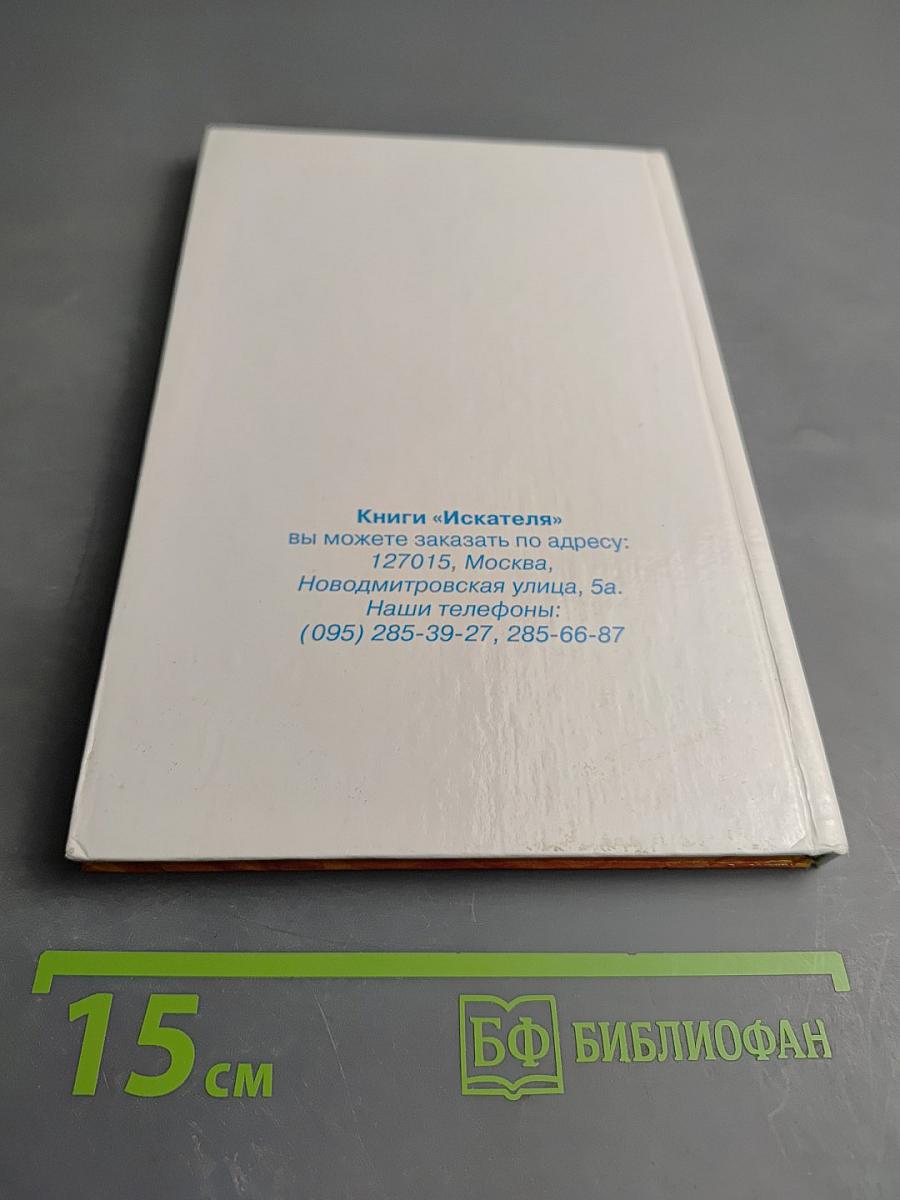 Книги «Искателя»
вы можете заказать по адресу:
127015, Москва,
Новодмитровская улица, 5а.
Наши телефоны:
(095) 285-39-27, 285-66-87
15 см
БФ БИБЛИОФАН